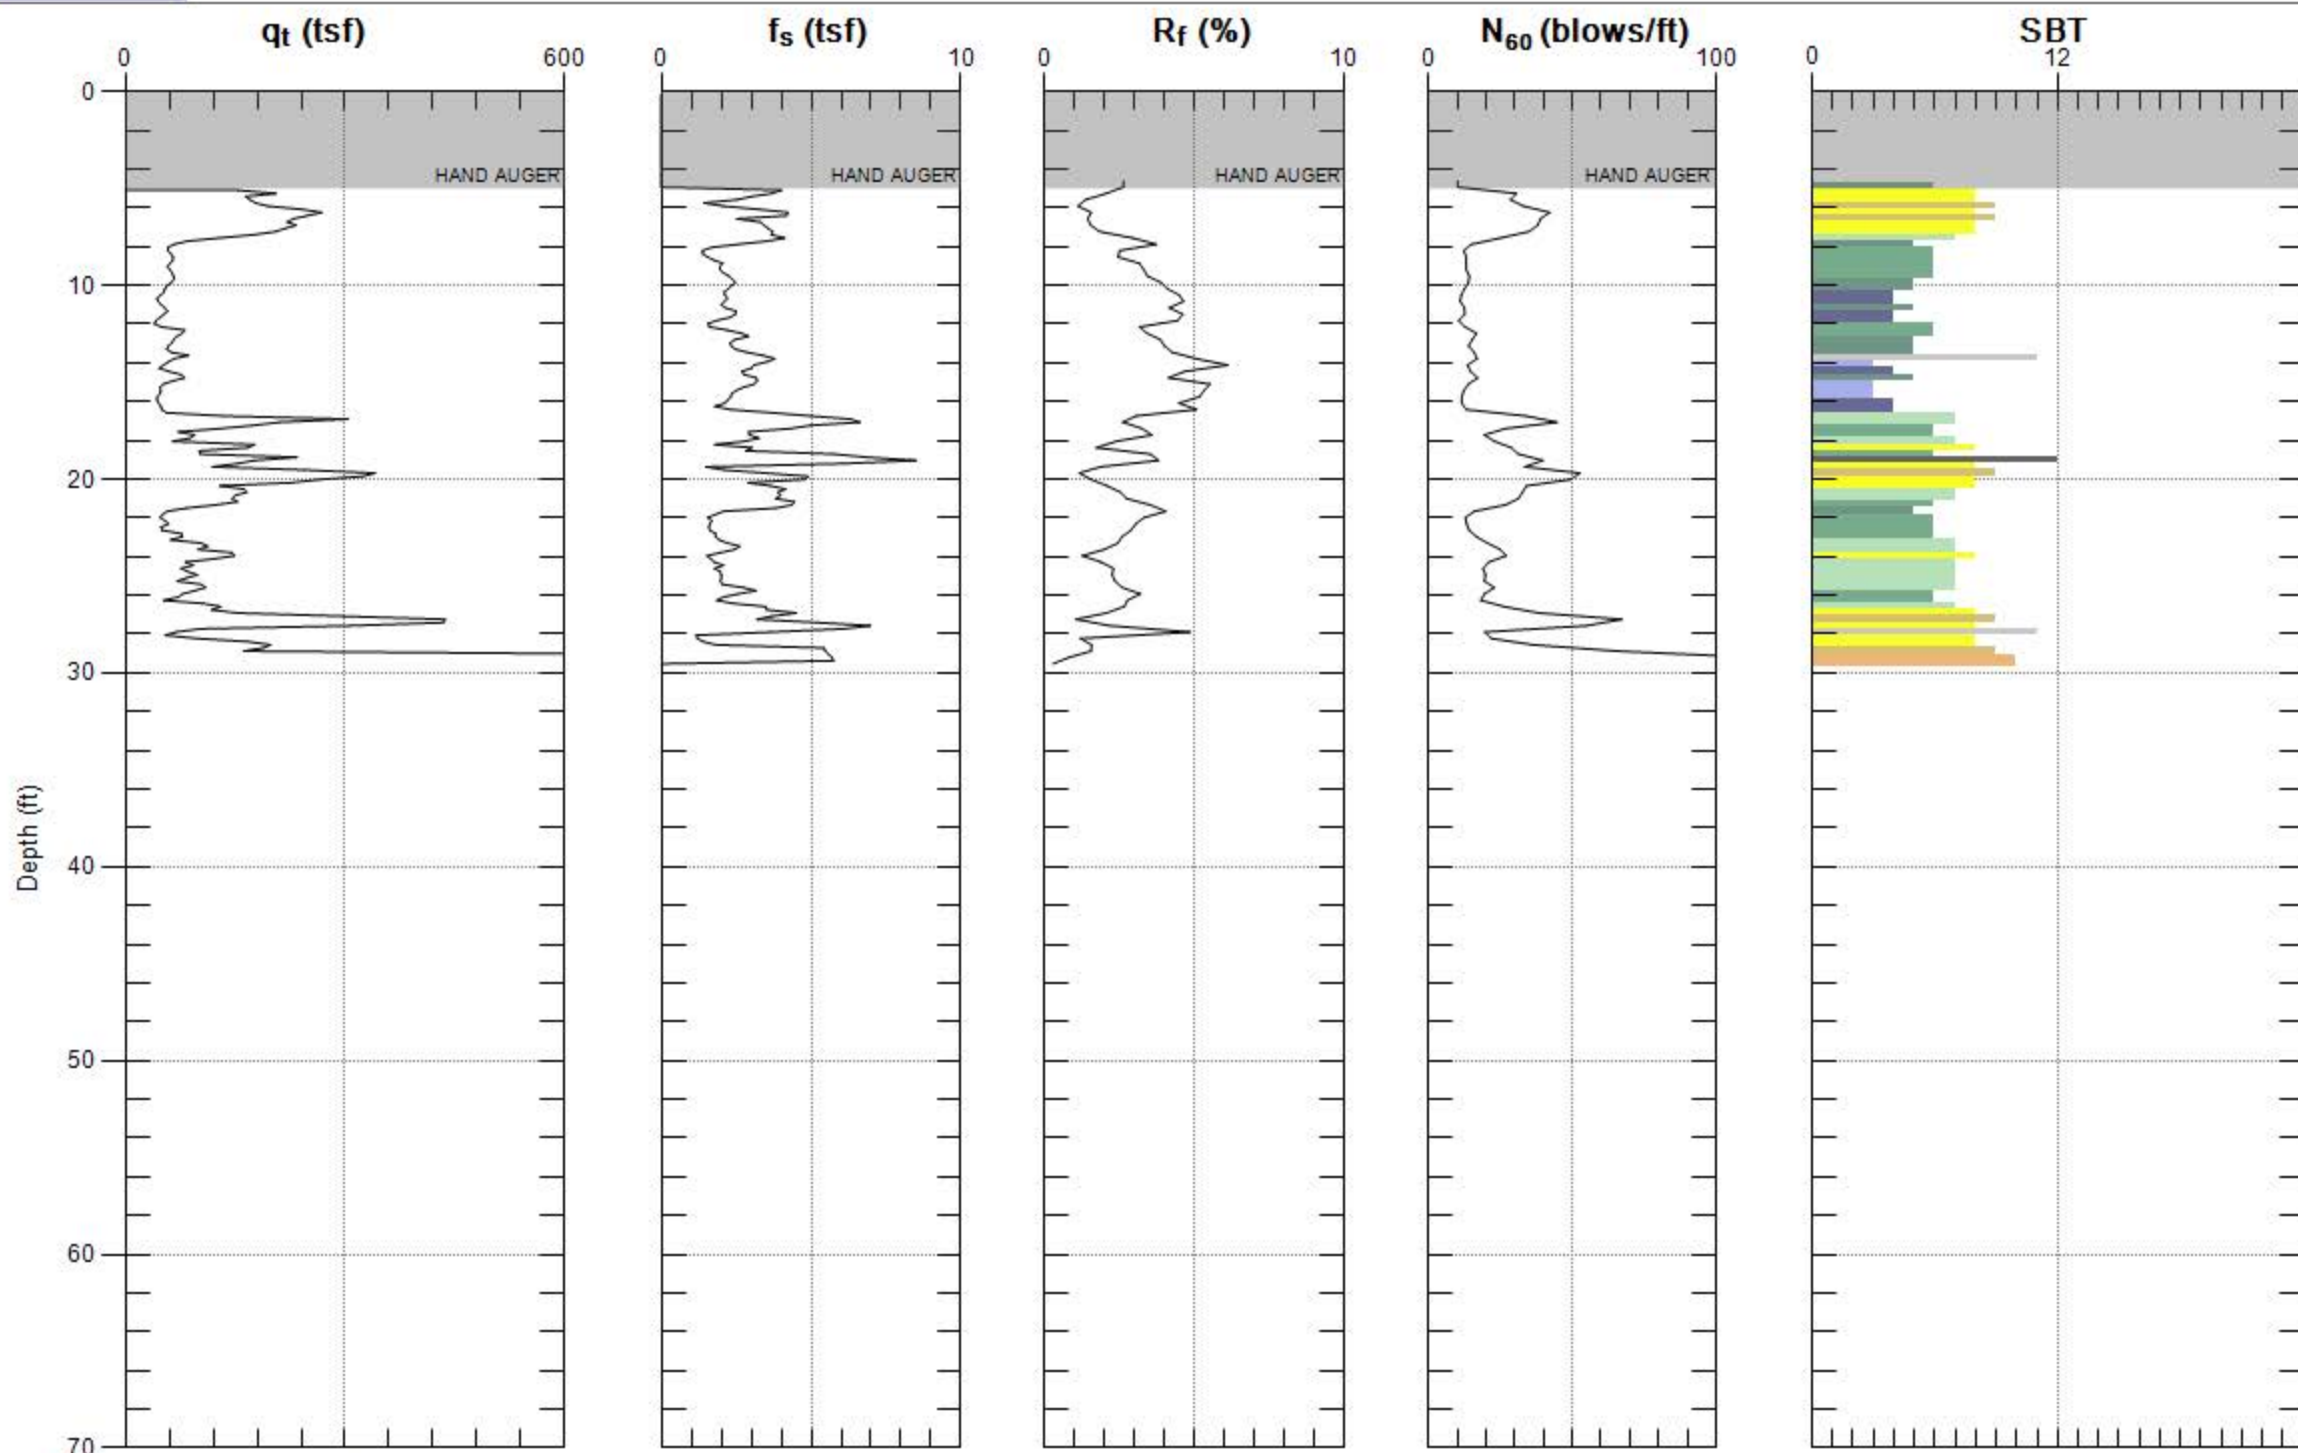 qt (tsf) fs (tsf) Rf (%) N60 (blows/ft) SBT
0 600 0 10 0 10 0 100 0 12
0
HAND AUGER HAND AUGER HAND AUGER HAND AUGER
10
20
30
40
50
60
70
Depth (ft)